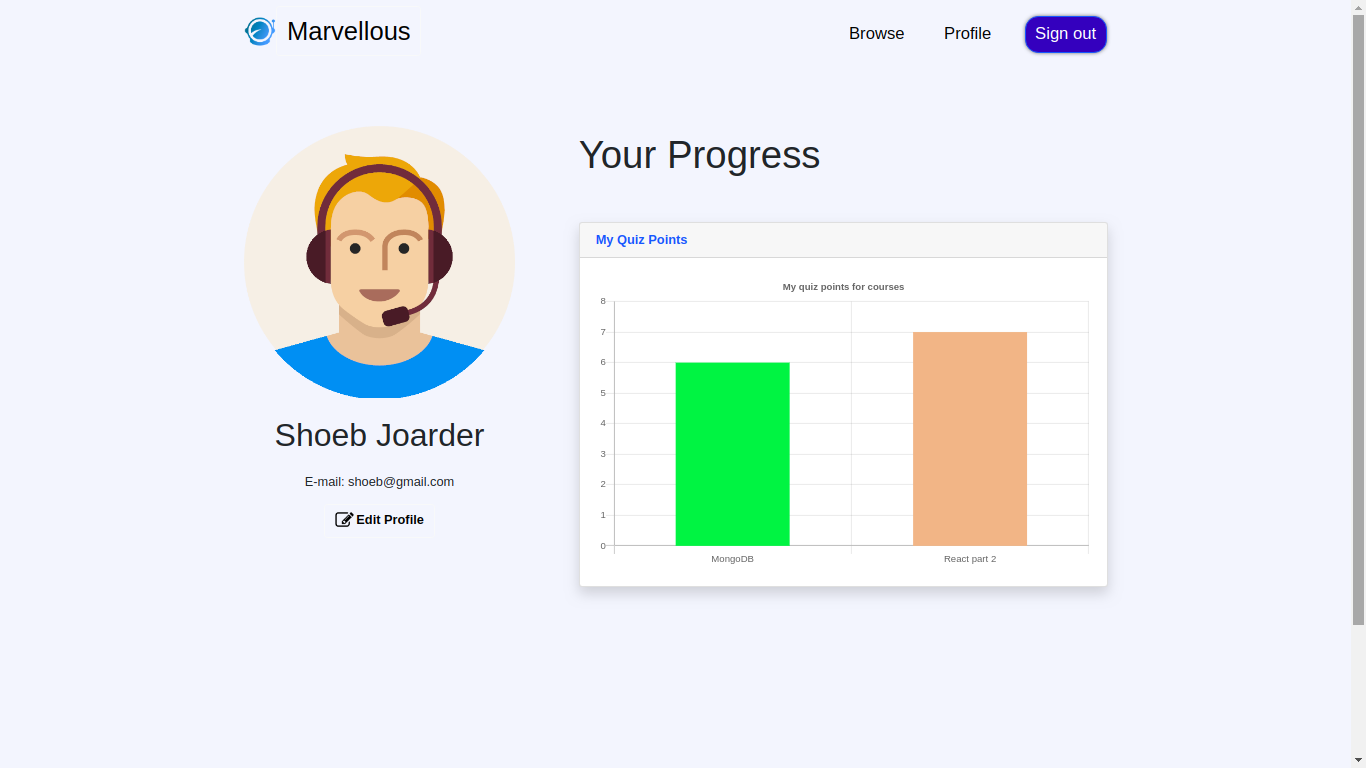 Marvellous
Browse
Profile
Sign out
Your Progress
My Quiz Points
My quiz points for courses
8
7
6
5
4
3
2
1
0
MongoDB
React part 2
Shoeb Joarder
E-mail: shoeb@gmail.com
Edit Profile